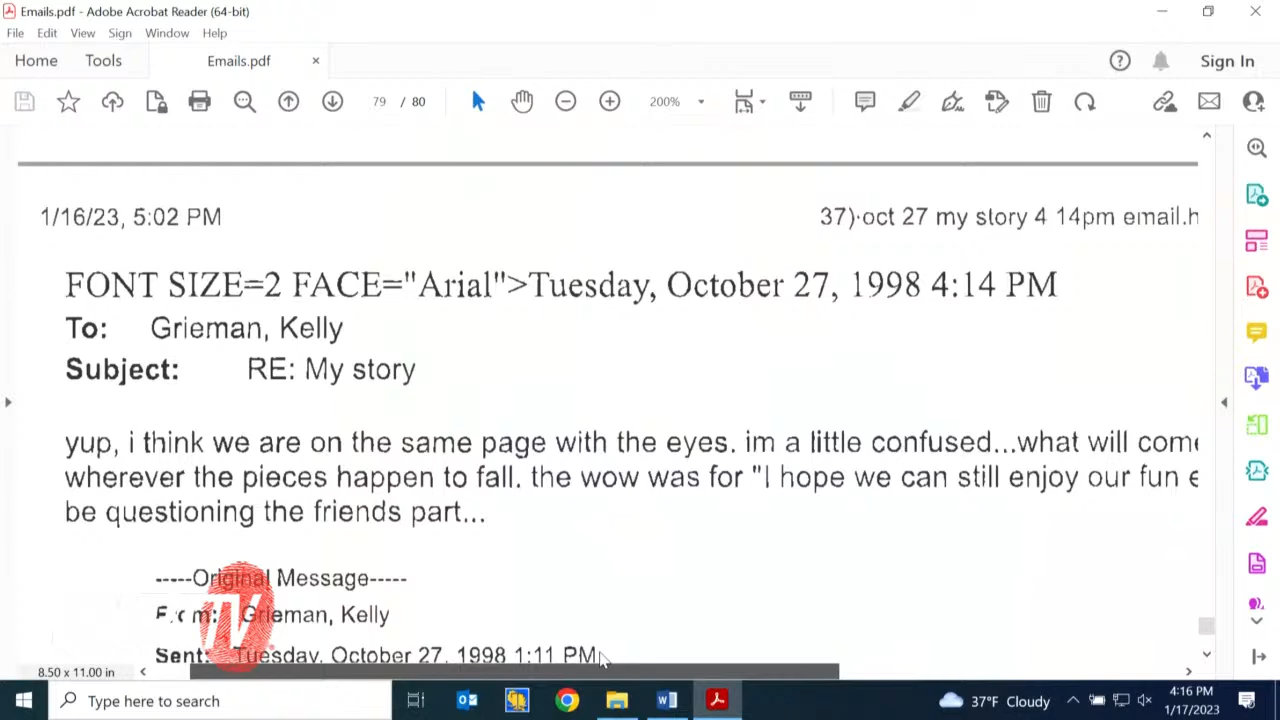 Emails.pdf - Adobe Acrobat Reader (64-bit)
File Edit View Sign Window Help
Home Tools Emails.pdf × Sign In
79 / 80 200%
1/16/23, 5:02 PM 37)·oct 27 my story 4 14pm email.h
FONT SIZE=2 FACE="Arial">Tuesday, October 27, 1998 4:14 PM
To: Grieman, Kelly
Subject: RE: My story
yup, i think we are on the same page with the eyes. im a little confused...what will come
wherever the pieces happen to fall. the wow was for "I hope we can still enjoy our fun e
be questioning the friends part...
-----Original Message-----
From: Grieman, Kelly
Sent: Tuesday, October 27, 1998 1:11 PM
TV
8.50 x 11.00 in
Type here to search
37°F Cloudy
4:16 PM
1/17/2023